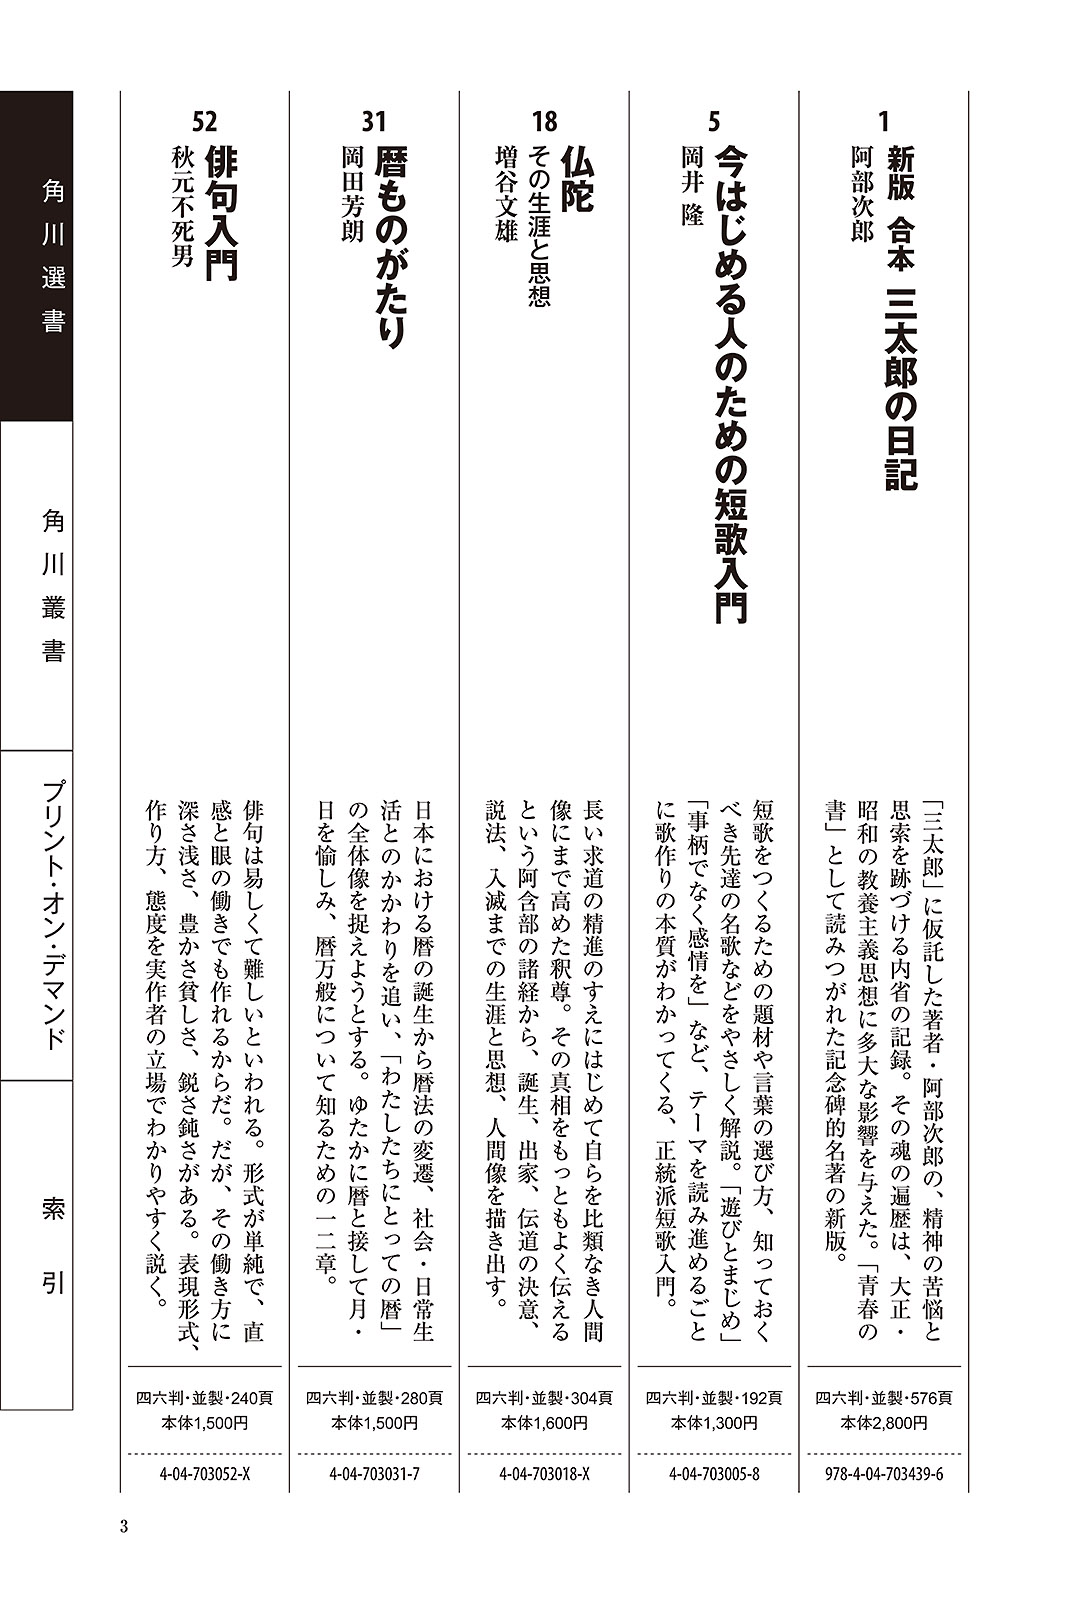 1
新版 合本 三太郎の日記
阿部次郎
「三太郎」に仮託した著者・阿部次郎の、精神の苦悩と
思索を跡づける内省の記録。その魂の遍歴は、大正・
昭和の教養主義思想に多大な影響を与えた。「青春の
書」として読みつがれた記念碑的名著の新版。
四六判・並製・576頁
本体2,800円
978-4-04-703439-6
5
今はじめる人のための短歌入門
岡井 隆
短歌をつくるための題材や言葉の選び方、知っておく
べき先達の名歌などをやさしく解説。「遊びとまじめ」
「事柄でなく感情を」など、テーマを読み進めるごと
に歌作りの本質がわかってくる、正統派短歌入門。
四六判・並製・192頁
本体1,300円
4-04-703005-8
18
仏陀
その生涯と思想
増谷文雄
長い求道の精進のすえにはじめて自らを比類なき人間
像にまで高めた釈尊。その真相をもっともよく伝える
という阿含部の諸経から、誕生、出家、伝道の決意、
説法、入滅までの生涯と思想、人間像を描き出す。
四六判・並製・304頁
本体1,600円
4-04-703018-X
31
暦ものがたり
岡田芳朗
日本における暦の誕生から暦法の変遷、社会・日常生
活とのかかわりを追い、「わたしたちにとっての暦」
の全体像を捉えようとする。ゆたかに暦と接して月・
日を愉しみ、暦万般について知るための一二章。
四六判・並製・280頁
本体1,500円
4-04-703031-7
52
俳句入門
秋元不死男
俳句は易しくて難しいといわれる。形式が単純で、直
感と眼の働きでも作れるからだ。だが、その働き方に
深さ浅さ、豊かさ貧しさ、鋭さ鈍さがある。表現形式、
作り方、態度を実作者の立場でわかりやすく説く。
四六判・並製・240頁
本体1,500円
4-04-703052-X
角川選書
角川叢書
プリント・オン・デマンド
索引
3